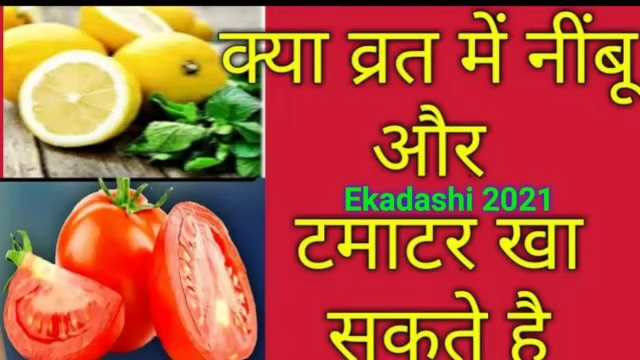 क्या व्रत में नींबू
और
Ekadashi 2021
टमाटर खा
सकते है